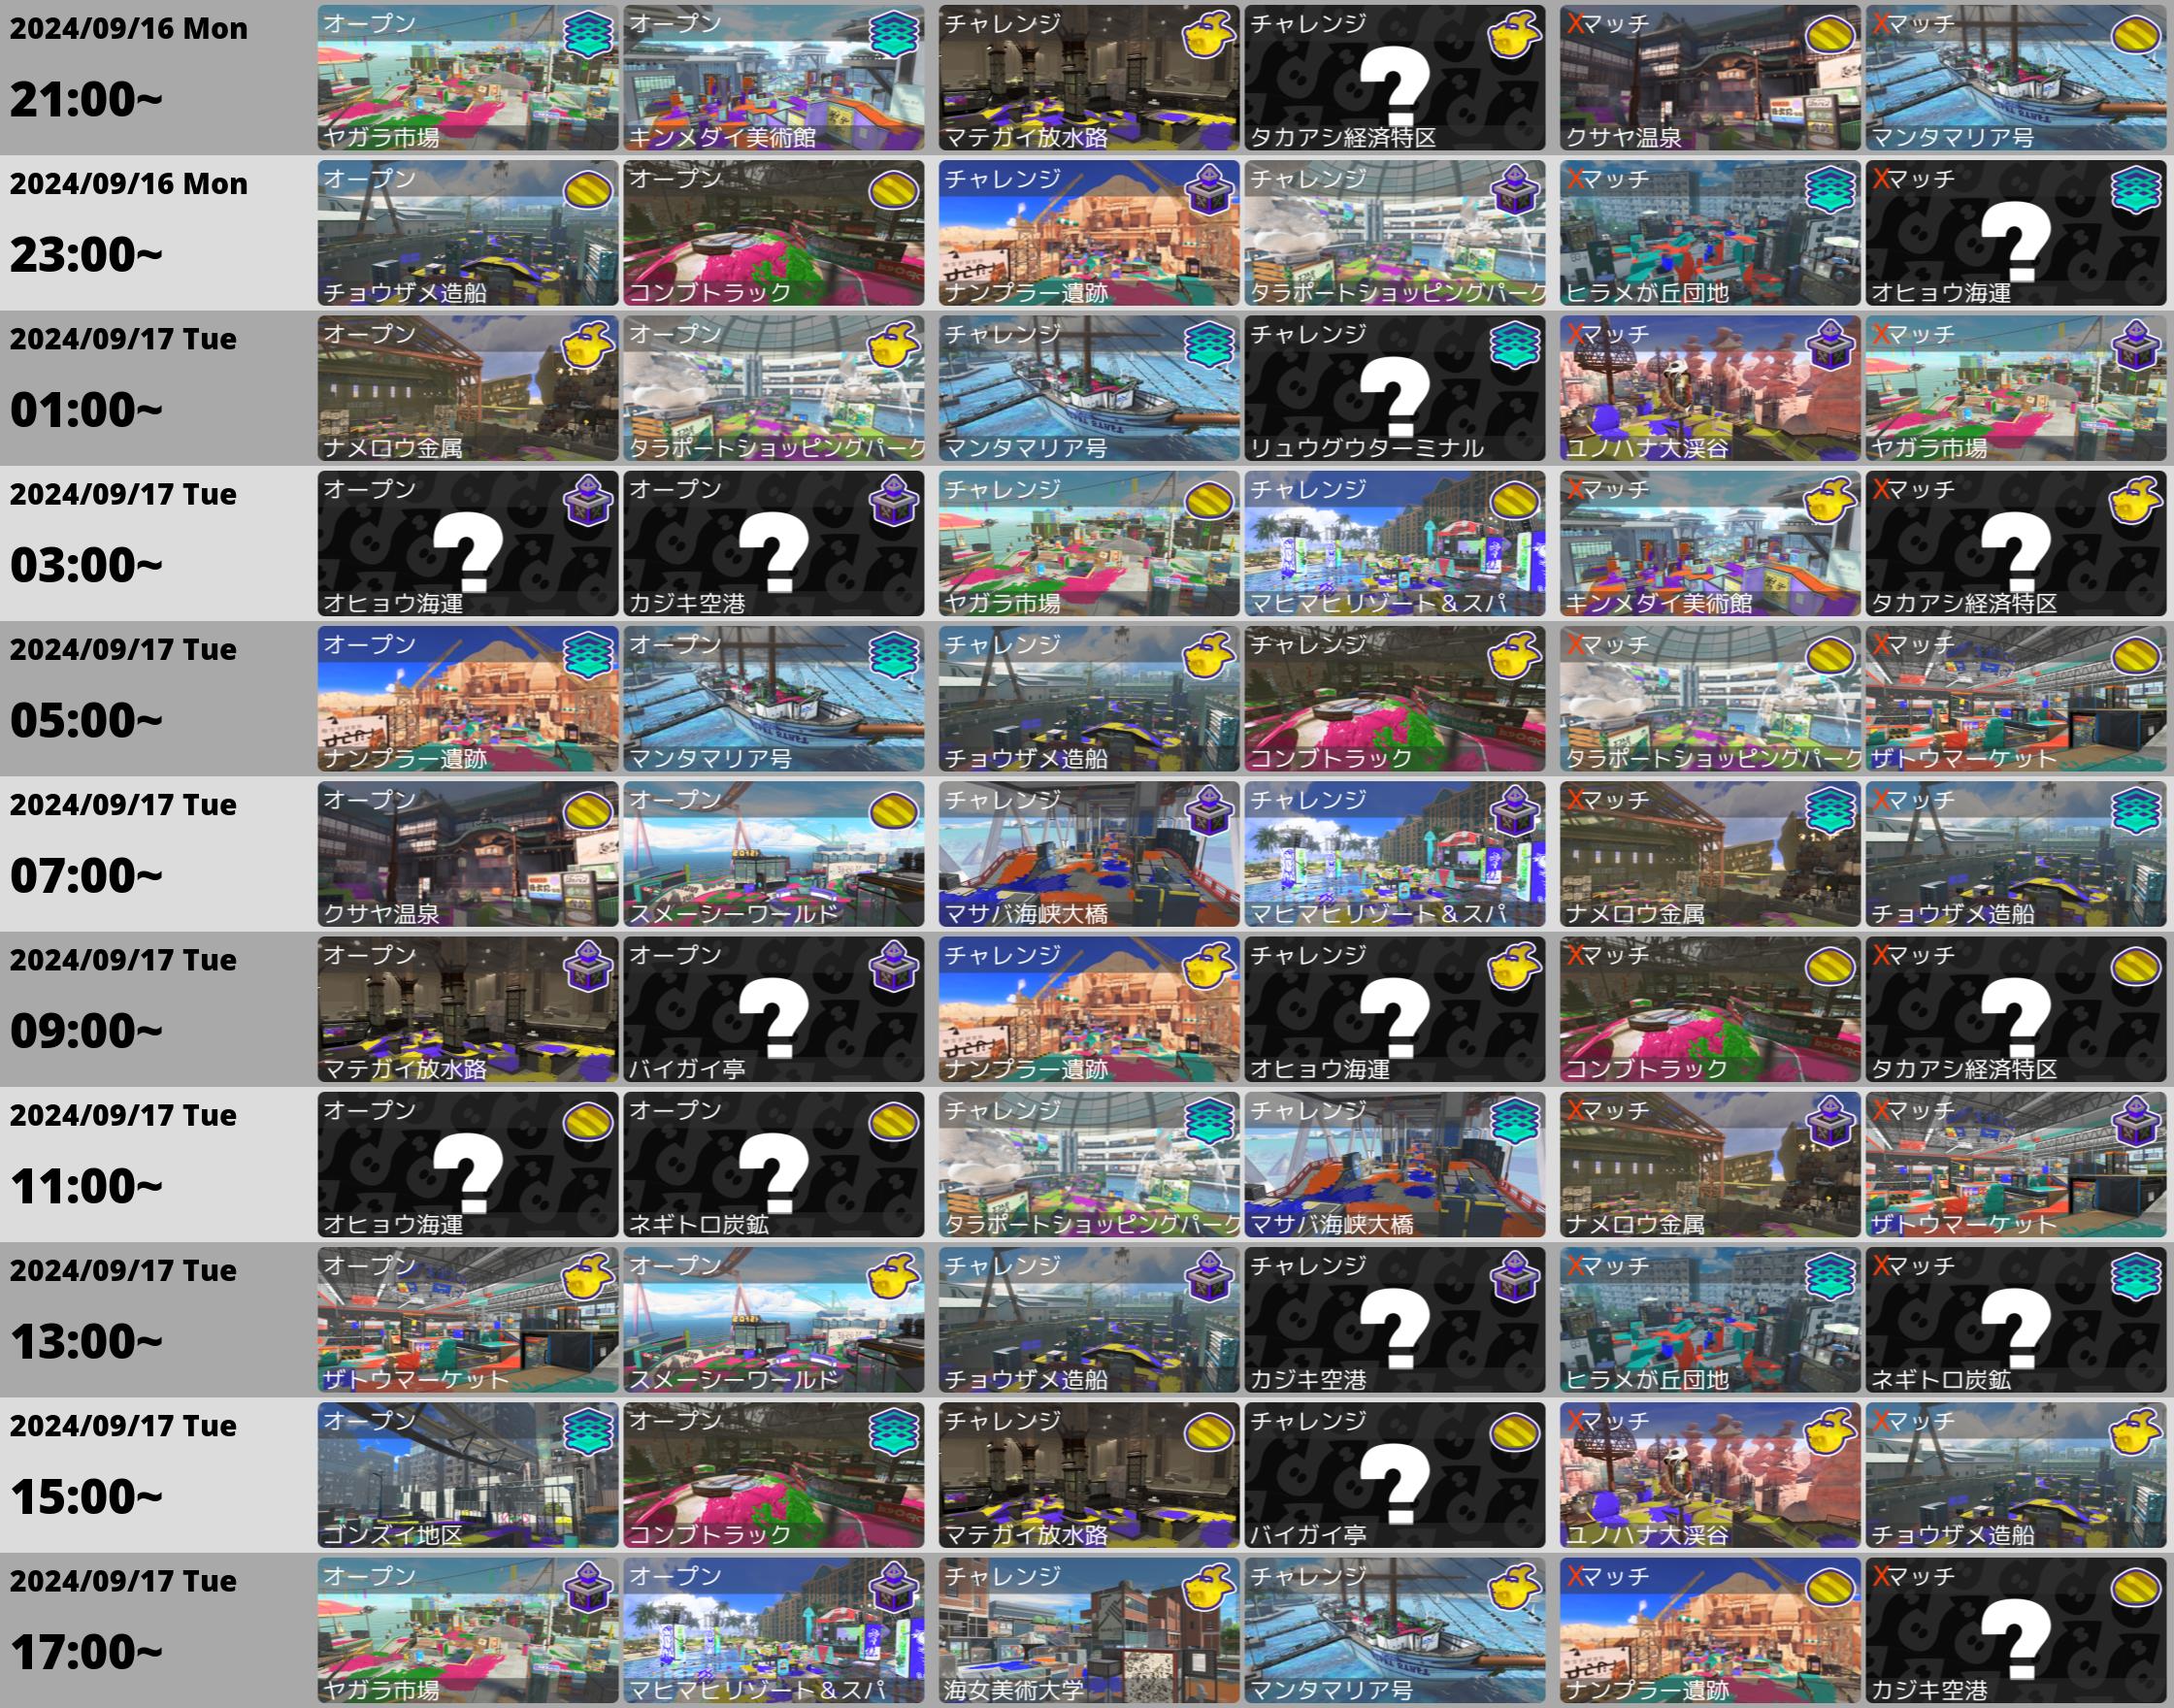 2024/09/16 Mon
21:00~
オープン オープン チャレンジ チャレンジ Xマッチ Xマッチ
ヤガラ市場 キンメダイ美術館 マテガイ放水路 タカアシ経済特区 クサヤ温泉 マンタマリア号
2024/09/16 Mon
23:00~
オープン オープン チャレンジ チャレンジ Xマッチ Xマッチ
チョウザメ造船 コンブトラック ナンプラー遺跡 タラポートショッピングパーク ヒラメが丘団地 オヒョウ海運
2024/09/17 Tue
01:00~
オープン オープン チャレンジ チャレンジ Xマッチ Xマッチ
ナメロウ金属 タラポートショッピングパーク マンタマリア号 リュウグウターミナル ユノハナ大渓谷 ヤガラ市場
2024/09/17 Tue
03:00~
オープン オープン チャレンジ チャレンジ Xマッチ Xマッチ
オヒョウ海運 カジキ空港 ヤガラ市場 マヒマヒリゾート＆スパ キンメダイ美術館 タカアシ経済特区
2024/09/17 Tue
05:00~
オープン オープン チャレンジ チャレンジ Xマッチ Xマッチ
ナンプラー遺跡 マンタマリア号 チョウザメ造船 コンブトラック タラポートショッピングパーク ザトウマーケット
2024/09/17 Tue
07:00~
オープン オープン チャレンジ チャレンジ Xマッチ Xマッチ
クサヤ温泉 スメーシーワールド マサバ海峡大橋 マヒマヒリゾート＆スパ ナメロウ金属 チョウザメ造船
2024/09/17 Tue
09:00~
オープン オープン チャレンジ チャレンジ Xマッチ Xマッチ
マテガイ放水路 バイガイ亭 ナンプラー遺跡 オヒョウ海運 コンブトラック タカアシ経済特区
2024/09/17 Tue
11:00~
オープン オープン チャレンジ チャレンジ Xマッチ Xマッチ
オヒョウ海運 ネギトロ炭鉱 タラポートショッピングパーク マサバ海峡大橋 ナメロウ金属 ザトウマーケット
2024/09/17 Tue
13:00~
オープン オープン チャレンジ チャレンジ Xマッチ Xマッチ
ザトウマーケット スメーシーワールド チョウザメ造船 カジキ空港 ヒラメが丘団地 ネギトロ炭鉱
2024/09/17 Tue
15:00~
オープン オープン チャレンジ チャレンジ Xマッチ Xマッチ
ゴンズイ地区 コンブトラック マテガイ放水路 バイガイ亭 ユノハナ大渓谷 チョウザメ造船
2024/09/17 Tue
17:00~
オープン オープン チャレンジ チャレンジ Xマッチ Xマッチ
ヤガラ市場 マヒマヒリゾート＆スパ 海女美術大学 マンタマリア号 ナンプラー遺跡 カジキ空港